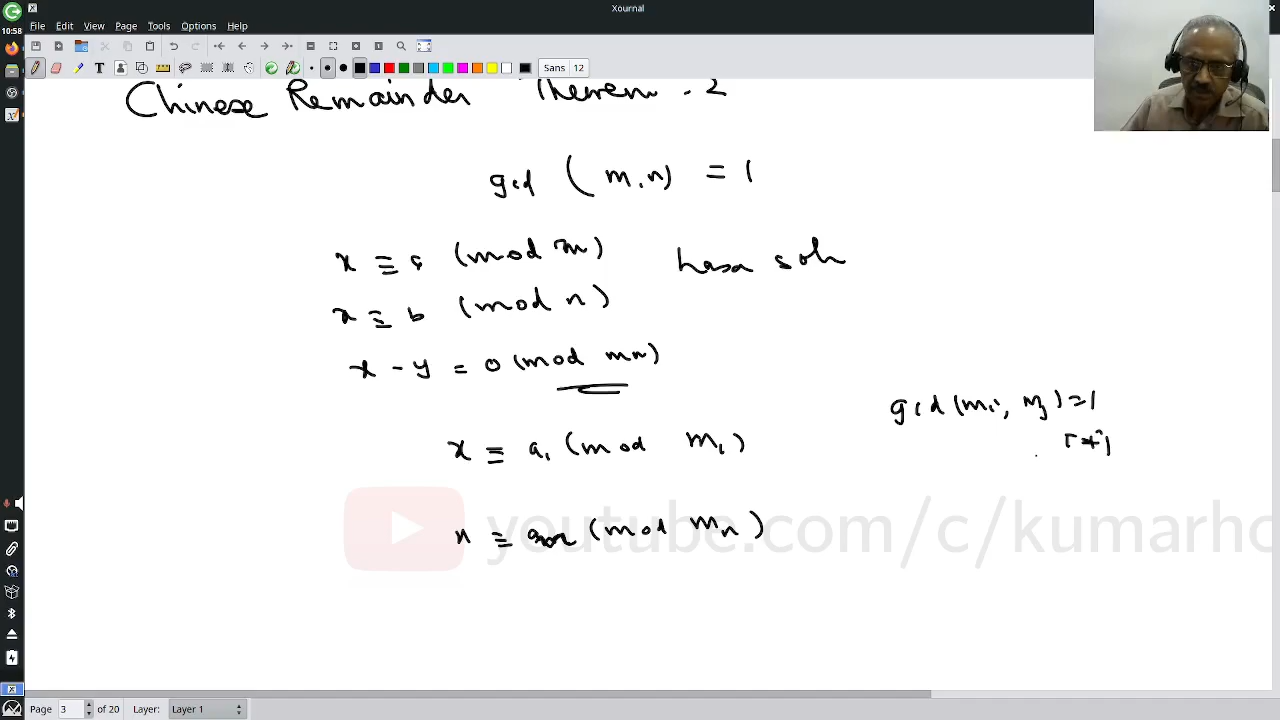 Xournal
10:58
File Edit View Page Tools Options Help
Sans 12
Chinese Remainder Theorem . 2
gcd ( m, n) = 1
x ≡ a (mod m) has a soln
x ≡ b (mod n)
x - y = 0 (mod mn)
gcd (mi, mj) = 1
i ≠ j
x ≡ a1 (mod m1)
x ≡ an (mod mn)
youtube.com/c/kumarho
Page 3 of 20 Layer: Layer 1